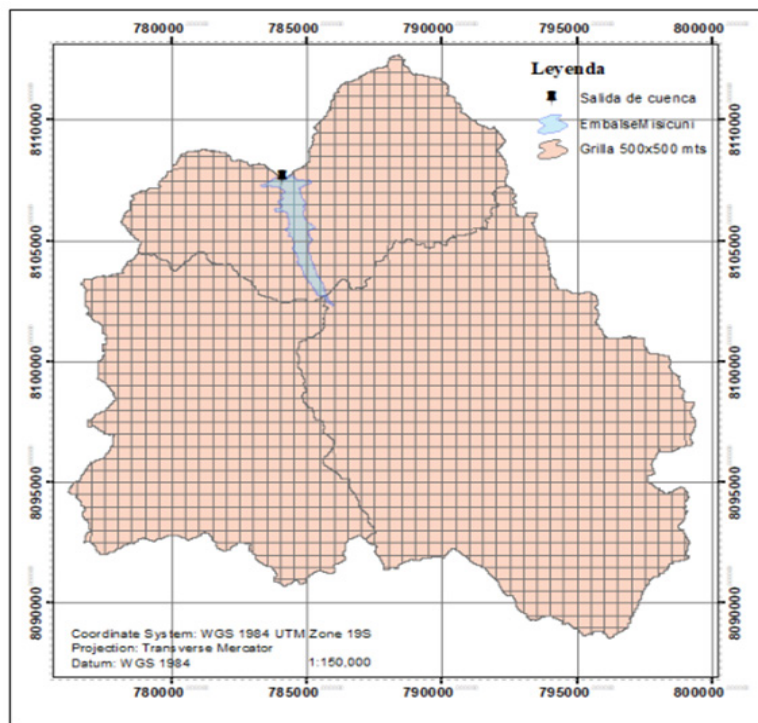 780000 785000 790000 795000 800000
Leyenda
Salida de cuenca
EmbalseMisicuni
Grilla 500x500 mts
8110000 8110000
8105000 8105000
8100000 8100000
8095000 8095000
8090000 8090000
Coordinate System: WGS 1984 UTM Zone 19S
Projection: Transverse Mercator
Datum: WGS 1984 1:150,000
780000 785000 790000 795000 800000